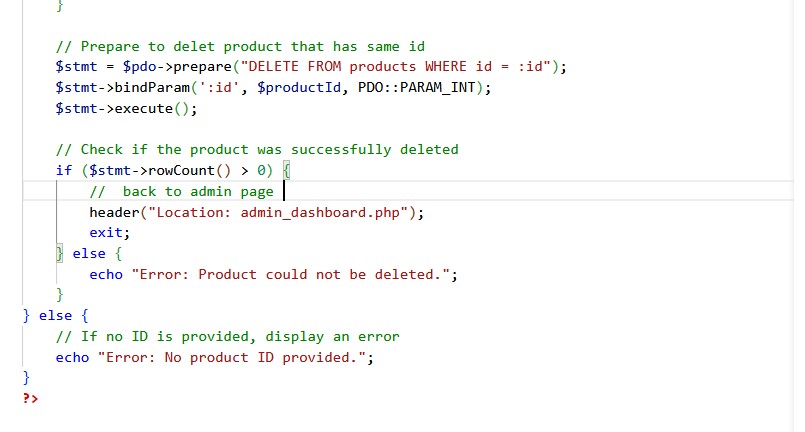 }

    // Prepare to delet product that has same id
    $stmt = $pdo->prepare("DELETE FROM products WHERE id = :id");
    $stmt->bindParam(':id', $productId, PDO::PARAM_INT);
    $stmt->execute();

    // Check if the product was successfully deleted
    if ($stmt->rowCount() > 0) {
        //  back to admin page
        header("Location: admin_dashboard.php");
        exit;
    } else {
        echo "Error: Product could not be deleted.";
    }
} else {
    // If no ID is provided, display an error
    echo "Error: No product ID provided.";
}
?>